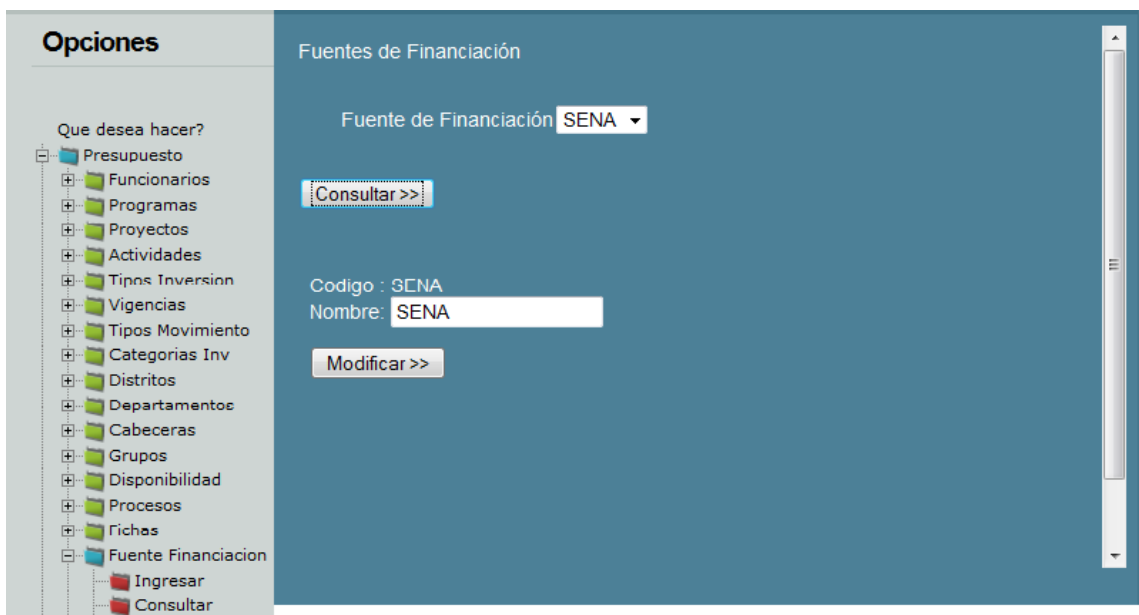 Opciones
Que desea hacer?
Presupuesto
Funcionarios
Programas
Proyectos
Actividades
Tipos Inversion
Vigencias
Tipos Movimiento
Categorias Inv
Distritos
Departamentos
Cabeceras
Grupos
Disponibilidad
Procesos
Fichas
Fuente Financiacion
Ingresar
Consultar
Fuentes de Financiación
Fuente de Financiación SENA
Consultar >>
Codigo : SENA
Nombre: SENA
Modificar >>